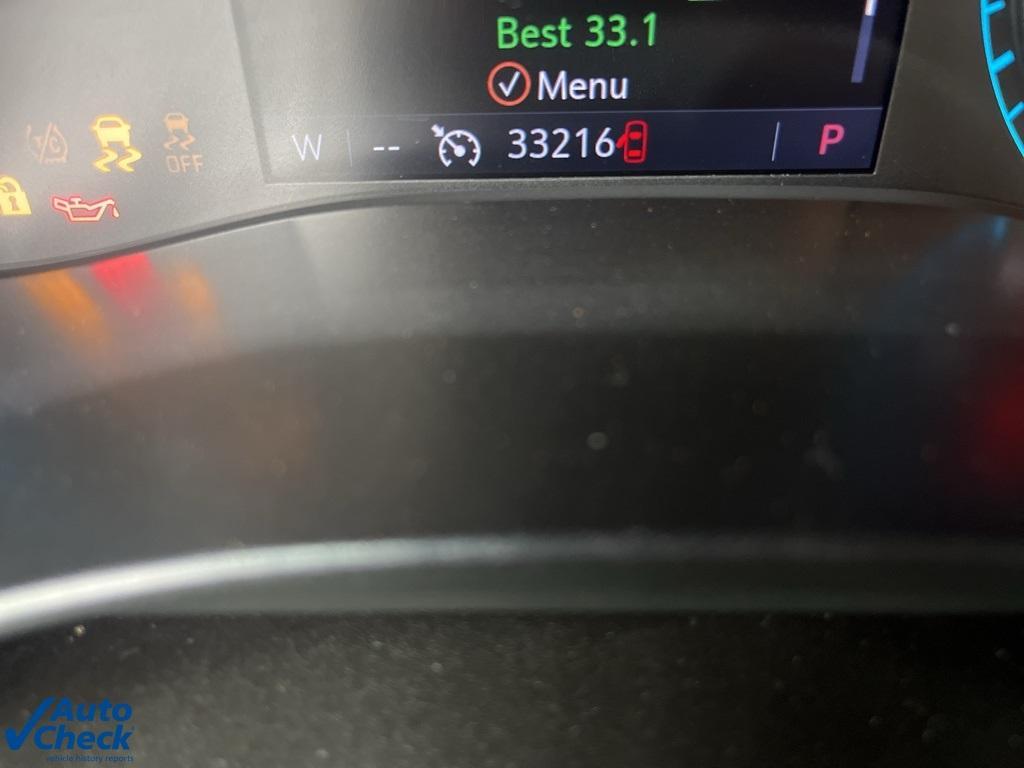 Best 33.1
Menu
T/C
OFF
W -- 33216 P
Auto
Check
vehicle history reports